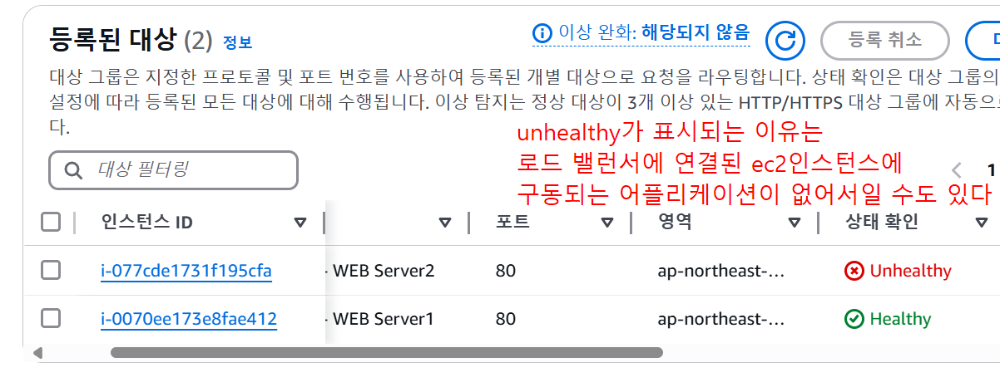 등록된 대상 (2) 정보
이상 완화: 해당되지 않음
등록 취소
대상 그룹은 지정한 프로토콜 및 포트 번호를 사용하여 등록된 개별 대상으로 요청을 라우팅합니다. 상태 확인은 대상 그룹의
설정에 따라 등록된 모든 대상에 대해 수행됩니다. 이상 탐지는 정상 대상이 3개 이상 있는 HTTP/HTTPS 대상 그룹에 자동으
다.
unhealthy가 표시되는 이유는
로드 밸런서에 연결된 ec2인스턴스에
구동되는 어플리케이션이 없어서일 수도 있다
대상 필터링
1
인스턴스 ID 포트 영역 상태 확인
i-077cde1731f195cfa - WEB Server2 80 ap-northeast-... Unhealthy
i-0070ee173e8fae412 - WEB Server1 80 ap-northeast-... Healthy